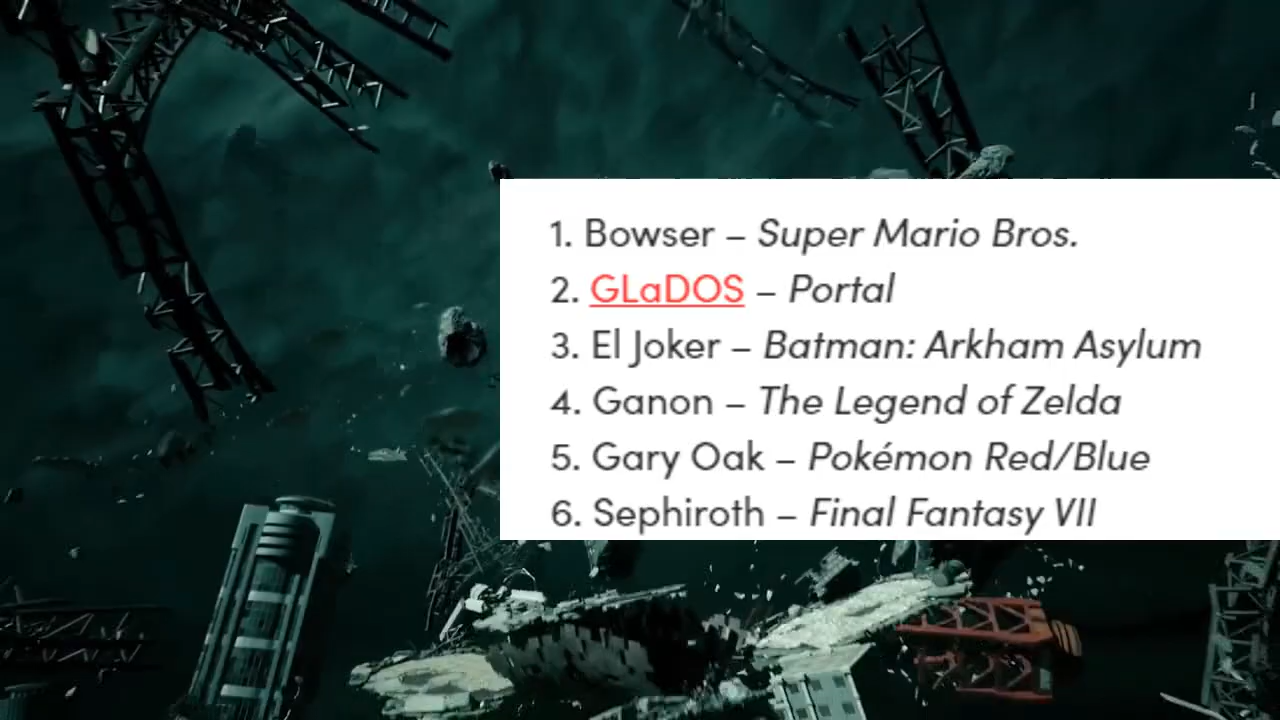 1. Bowser – Super Mario Bros.
2. GLaDOS – Portal
3. El Joker – Batman: Arkham Asylum
4. Ganon – The Legend of Zelda
5. Gary Oak – Pokémon Red/Blue
6. Sephiroth – Final Fantasy VII